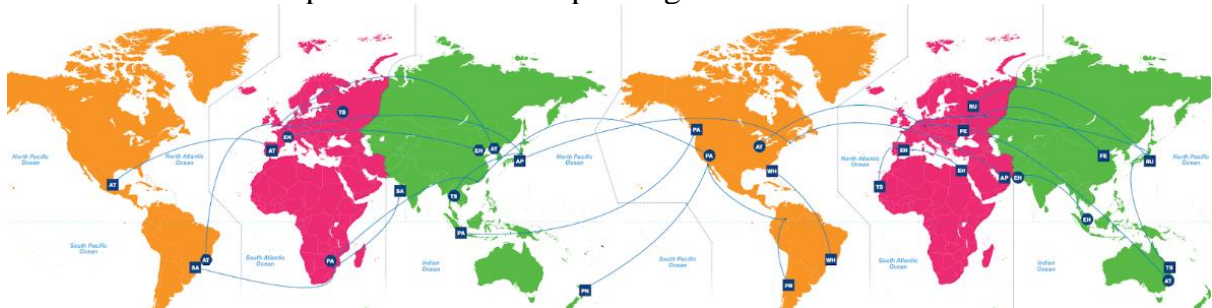 RU
TS
PA
PE
EH
AT
EH
AT
AT
EH
North Pacific
Ocean
North Atlantic
Ocean
AP
North Pacific
Ocean
PA
North Atlantic
Ocean
FE
RU
North Pacific
Ocean
AT
SA
TS
WH
TS
EH
AP
EH
PA
EH
South Pacific
Ocean
SA
AT
South Atlantic
Ocean
PA
Indian
Ocean
South Pacific
Ocean
WH
South Atlantic
Ocean
Indian
Ocean
TS
AT
PN
PN